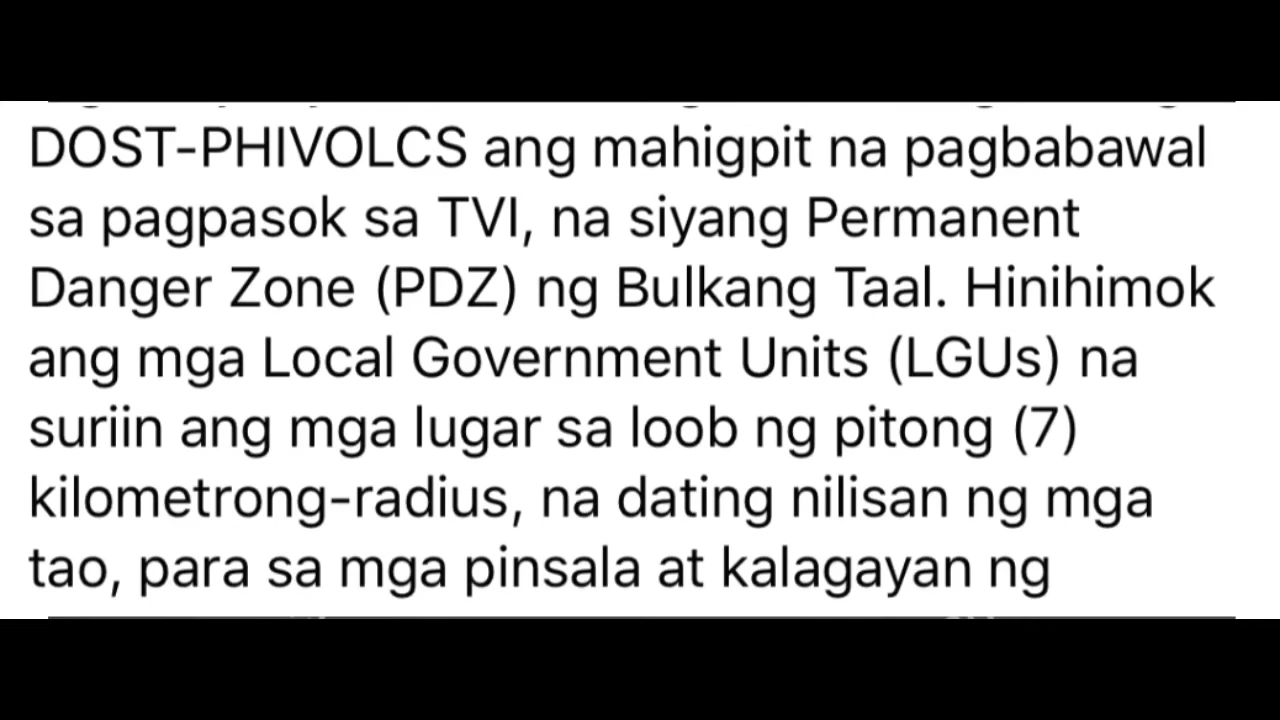 DOST-PHIVOLCS ang mahigpit na pagbabawal
sa pagpasok sa TVI, na siyang Permanent
Danger Zone (PDZ) ng Bulkang Taal. Hinihimok
ang mga Local Government Units (LGUs) na
suriin ang mga lugar sa loob ng pitong (7)
kilometrong-radius, na dating nilisan ng mga
tao, para sa mga pinsala at kalagayan ng